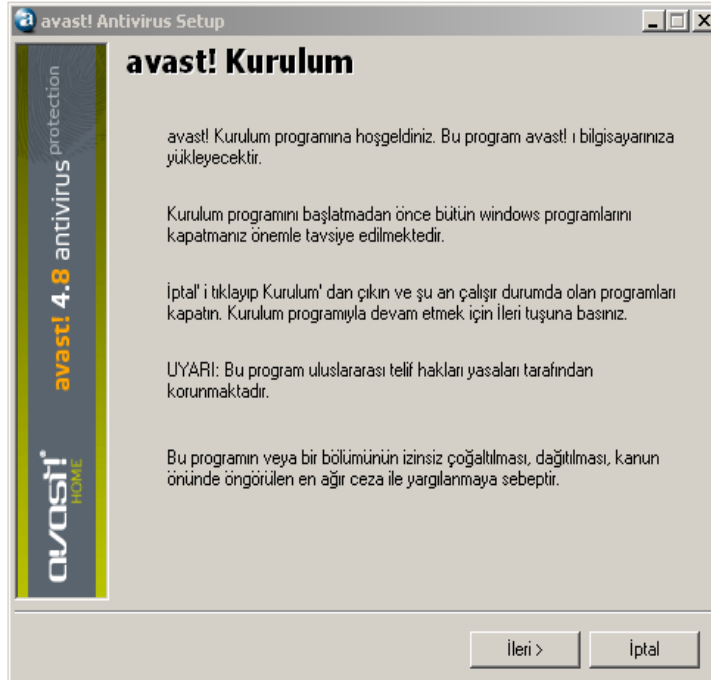 avast! Antivirus Setup
avast! Kurulum
avast! Kurulum programına hoşgeldiniz. Bu program avast! ı bilgisayarınıza
yükleyecektir.
Kurulum programını başlatmadan önce bütün windows programlarını
kapatmanız önemle tavsiye edilmektedir.
İptal' i tıklayıp Kurulum' dan çıkın ve şu an çalışır durumda olan programları
kapatın. Kurulum programıyla devam etmek için İleri tuşuna basınız.
UYARI: Bu program uluslararası telif hakları yasaları tarafından
korunmaktadır.
Bu programın veya bir bölümünün izinsiz çoğaltılması, dağıtılması, kanun
önünde öngörülen en ağır ceza ile yargılanmaya sebeptir.
avast! 4.8 antivirus protection
avast!
HOME
İleri >
İptal